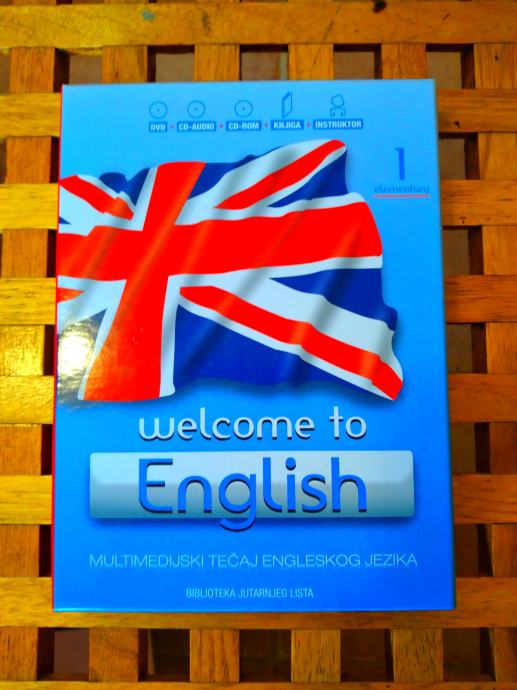 DVD + CD-AUDIO + CD-ROM + KNJIGA + INSTRUKTOR
1
elementary
welcome to
English
MULTIMEDIJSKI TEČAJ ENGLESKOG JEZIKA
BIBLIOTEKA JUTARNJEG LISTA